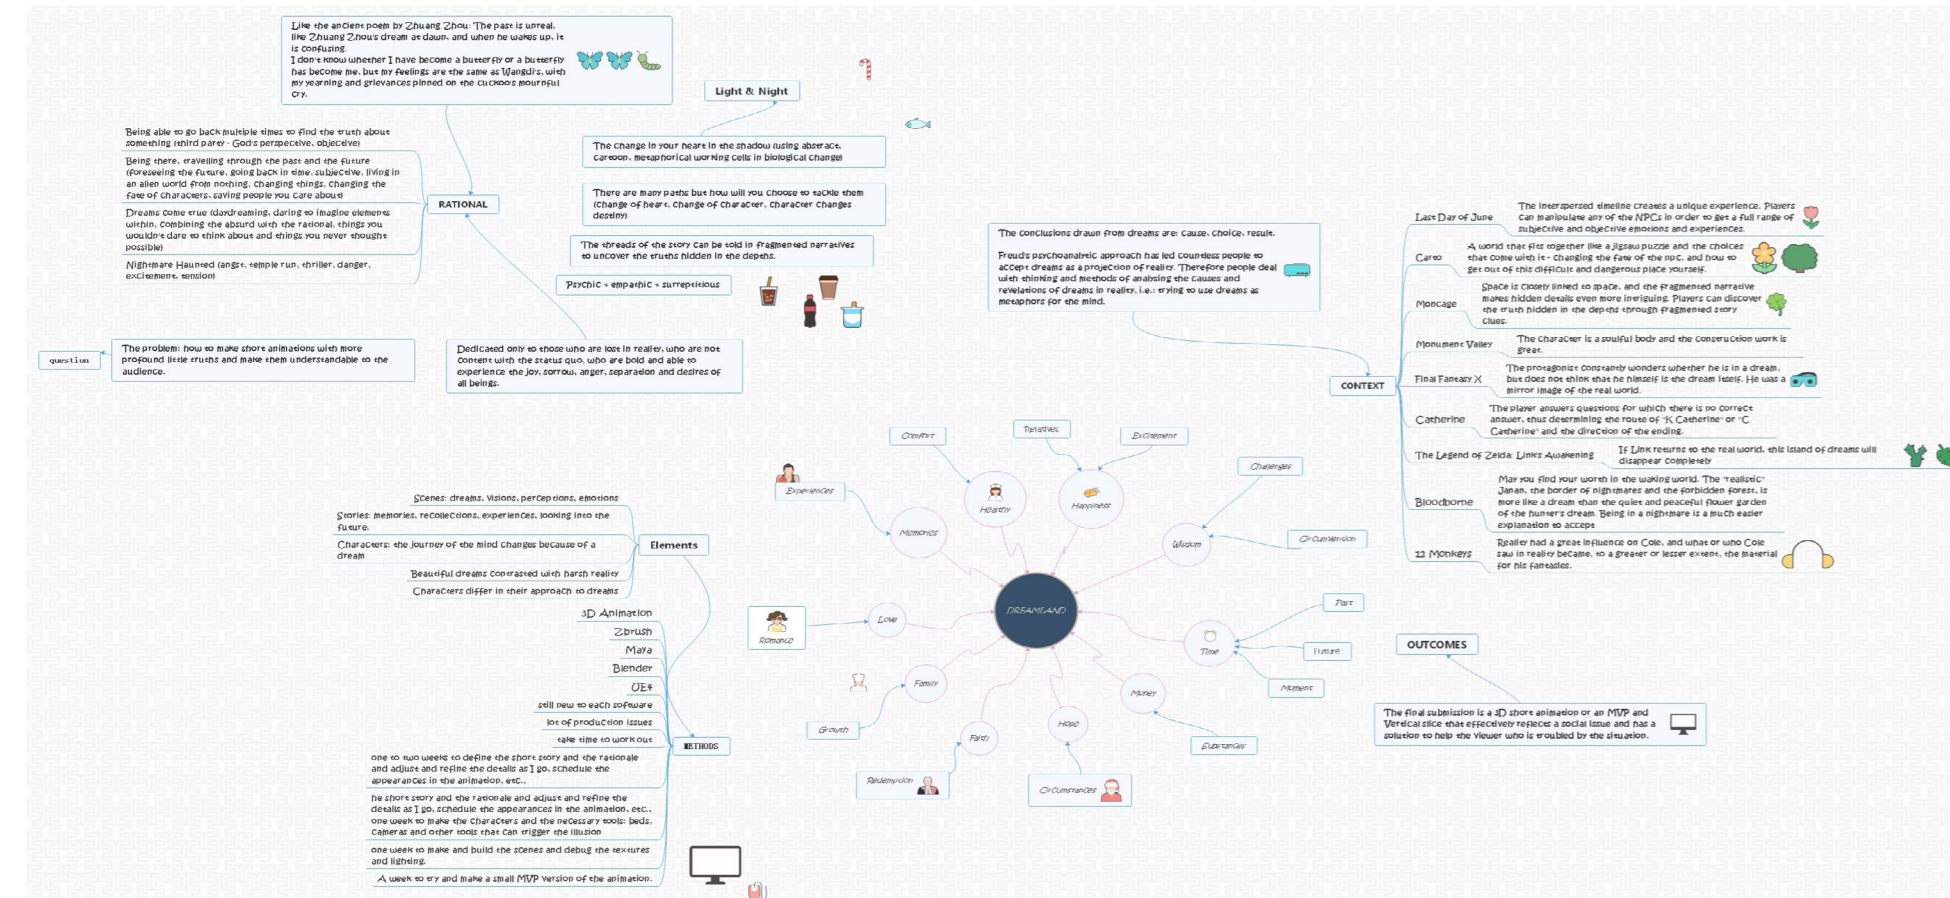 Like the ancient poem by Zhuang Zhou: The past is unreal,
like Zhuang Zhou's dream at dawn, and when he wakes up, it
is confusing.
I don't know whether I have become a butterfly or a butterfly
has become me, but my feelings are the same as Wangdi's, with
my yearning and grievances pinned on the cuckoo's mournful
cry.
Light & Night
The change in your heart in the shadow (using abstract,
cartoon, metaphorical working cells in biological change)
There are many paths but how will you choose to tackle them
(change of heart, change of character, character changes
destiny)
The threads of the story can be told in fragmented narratives
to uncover the truths hidden in the depths.
Psychic + empathic + surreptitious
Being able to go back multiple times to find the truth about
something (third party - God's perspective, objective)
Being there, travelling through the past and the future
(foreseeing the future, going back in time, subjective, living in
an alien world from nothing, changing things, changing the
fate of characters, saving people you care about)
Dreams come true (daydreaming, daring to imagine elements
within, combining the absurd with the rational, things you
wouldn't dare to think about and things you never thought
possible)
Nightmare Haunted (angst, temple run, thriller, danger,
excitement, tension)
RATIONAL
question
The problem: how to make short animations with more
profound little truths and make them understandable to the
audience.
Dedicated only to those who are lost in reality, who are not
content with the status quo, who are bold and able to
experience the joy, sorrow, anger, separation and desires of
all beings.
The conclusions drawn from dreams are: cause, choice, result.
Freud's psychoanalytic approach has led countless people to
accept dreams as a projection of reality. Therefore people deal
with thinking and methods of analysing the causes and
revelations of dreams in reality, i.e.: trying to use dreams as
metaphors for the mind.
CONTEXT
Last Day of June
The interspersed timeline creates a unique experience. Players
can manipulate any of the NPCs in order to get a full range of
subjective and objective emotions and experiences.
Carto
A world that fits together like a jigsaw puzzle and the choices
that come with it - changing the fate of the npc, and how to
get out of this difficult and dangerous place yourself.
Moncage
Space is closely linked to space, and the fragmented narrative
makes hidden details even more intriguing. Players can discover
the truth hidden in the depths through fragmented story
clues.
Monument Valley
The character is a soulful body and the construction work is
great.
Final Fantasy X
The protagonist constantly wonders whether he is in a dream,
but does not think that he himself is the dream itself. He was a
mirror image of the real world.
Catherine
The player answers questions for which there is no correct
answer, thus determining the route of "K Catherine" or "C
Catherine" and the direction of the ending.
The Legend of Zelda: Link's Awakening
If Link returns to the real world, this island of dreams will
disappear completely
Bloodborne
May you find your worth in the waking world. The "realistic"
Janan, the border of nightmares and the forbidden forest, is
more like a dream than the quiet and peaceful flower garden
of the hunter's dream. Being in a nightmare is a much easier
explanation to accept
12 Monkeys
Reality had a great influence on Cole, and what or who Cole
saw in reality became, to a greater or lesser extent, the material
for his fantasies.
Elements
Scenes: dreams, visions, perceptions, emotions
Stories: memories, recollections, experiences, looking into the
future.
Characters: the journey of the mind changes because of a
dream
Beautiful dreams contrasted with harsh reality
Characters differ in their approach to dreams
METHODS
3D Animation
Zbrush
Maya
Blender
UE4
still new to each software
lot of production issues
take time to work out
one to two weeks to define the short story and the rationale
and adjust and refine the details as I go, schedule the
appearances in the animation, etc..
he short story and the rationale and adjust and refine the
details as I go, schedule the appearances in the animation, etc..
one week to make the characters and the necessary tools: beds,
cameras and other tools that can trigger the illusion
one week to make and build the scenes and debug the textures
and lighting.
A week to try and make a small MVP version of the animation.
DREAMLAND
Comfort
Relatives
Excitement
Challenges
Experiences
Healthy
Happiness
Memories
Wisdom
Circumvention
Romance
Love
Past
Time
Future
Moment
Family
Money
Growth
Faith
Hope
Substances
Redemption
Circumstances
OUTCOMES
The final submission is a 3D short animation or an MVP and
Vertical slice that effectively reflects a social issue and has a
solution to help the viewer who is troubled by the situation.